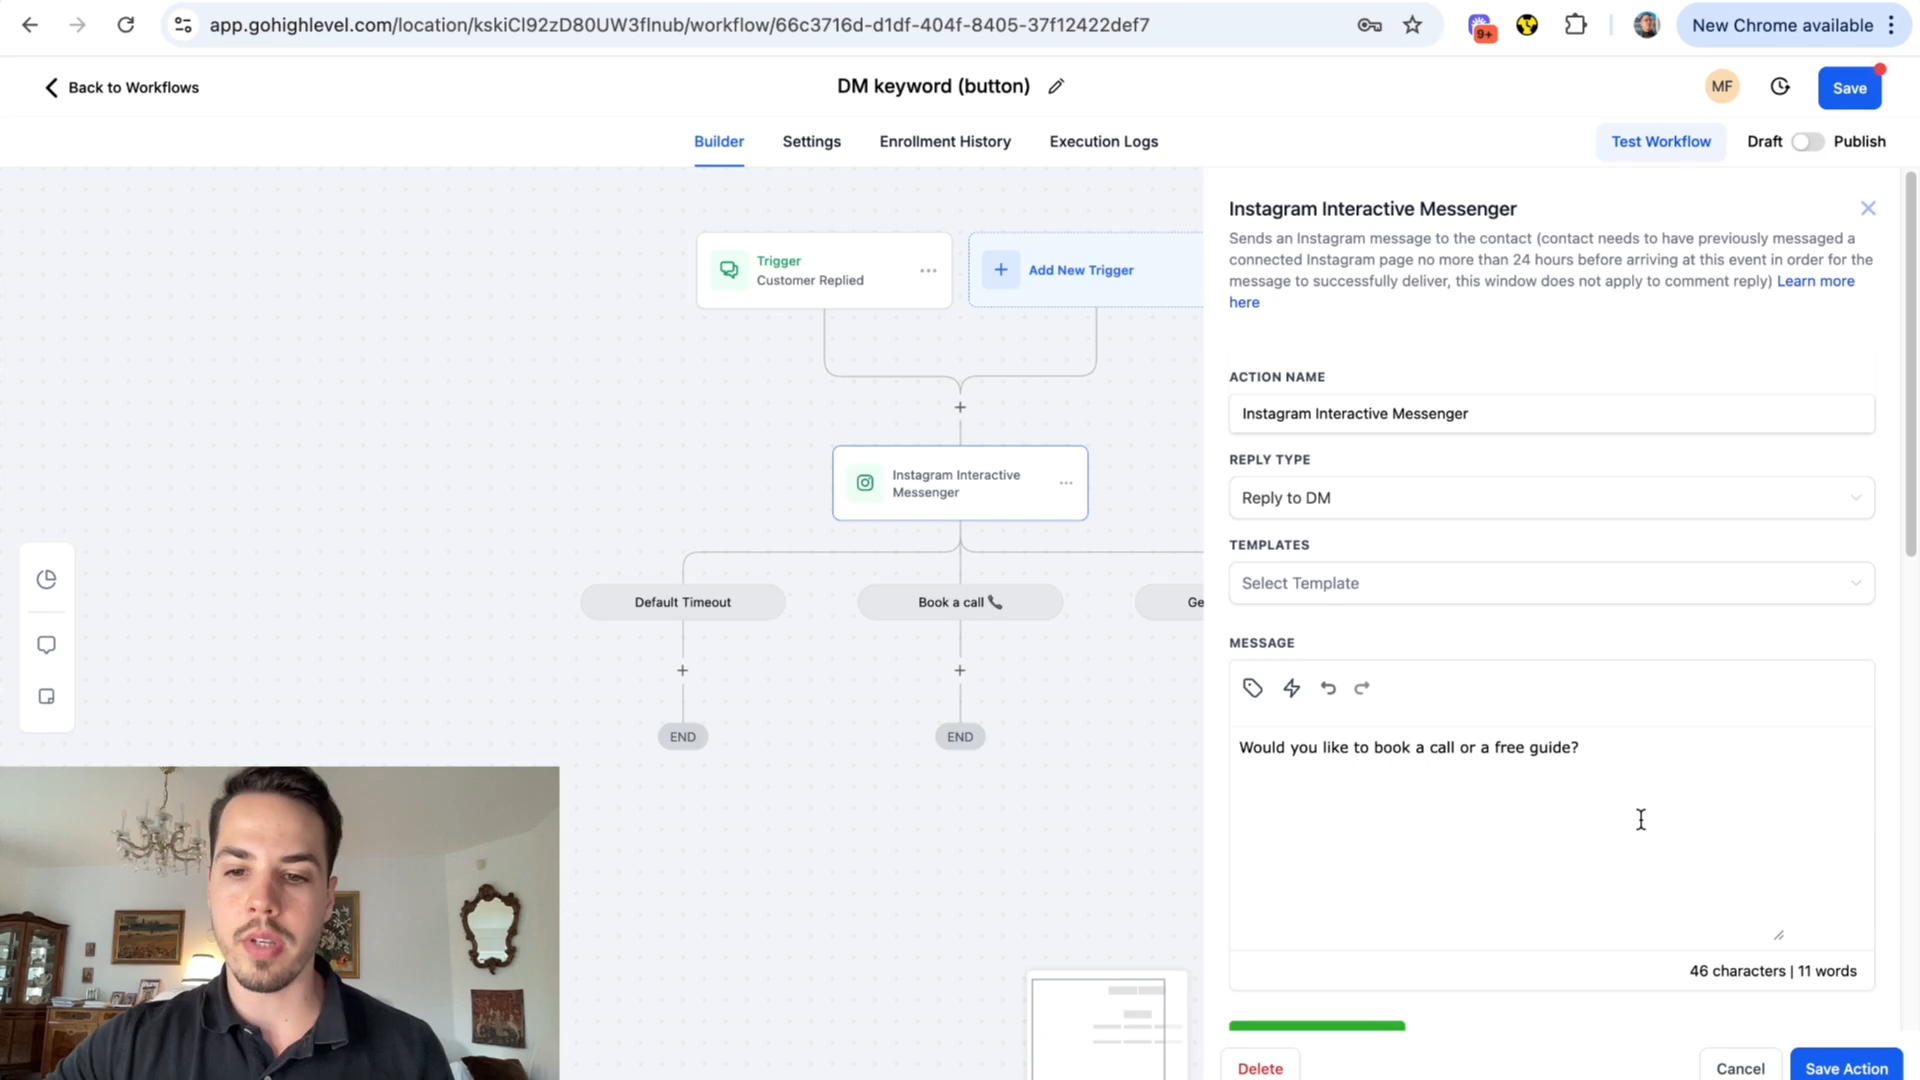 app.gohighlevel.com/location/kskiCl92zD80UW3flnub/workflow/66c3716d-d1df-404f-8405-37f12422def7
9+
New Chrome available
Back to Workflows
DM keyword (button)
MF
Save
Builder
Settings
Enrollment History
Execution Logs
Test Workflow
Draft
Publish
Trigger
Customer Replied
Add New Trigger
Instagram Interactive
Messenger
Default Timeout
Book a call
Ge
END
END
Instagram Interactive Messenger
Sends an Instagram message to the contact (contact needs to have previously messaged a
connected Instagram page no more than 24 hours before arriving at this event in order for the
message to successfully deliver, this window does not apply to comment reply) Learn more
here
ACTION NAME
Instagram Interactive Messenger
REPLY TYPE
Reply to DM
TEMPLATES
Select Template
MESSAGE
Would you like to book a call or a free guide?
46 characters | 11 words
Delete
Cancel
Save Action